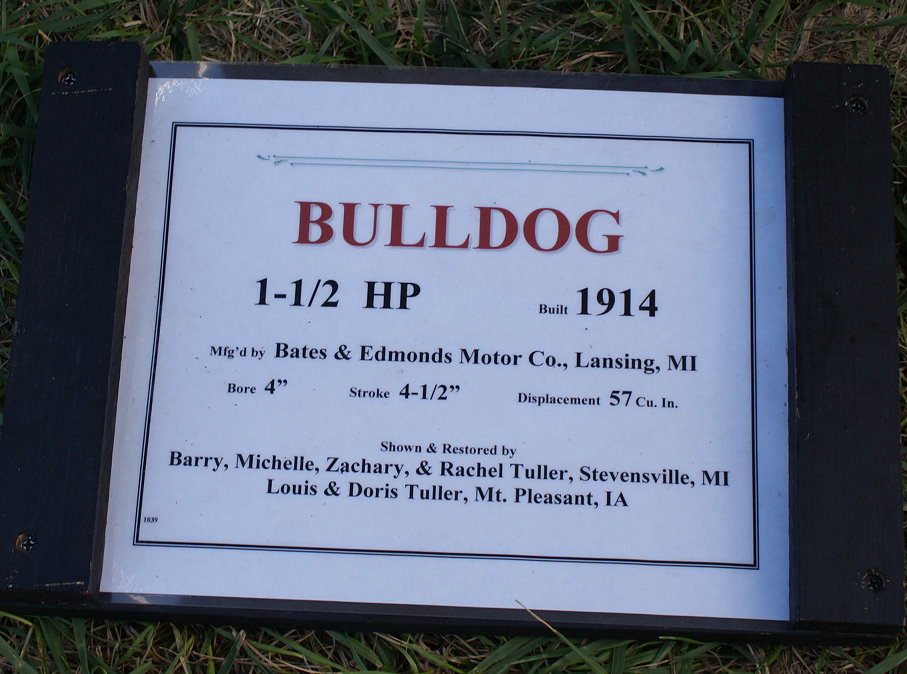 BULLDOG
1-1/2 HP Built 1914
Mfg'd by Bates & Edmonds Motor Co., Lansing, MI
Bore 4” Stroke 4-1/2” Displacement 57 Cu. In.
Shown & Restored by
Barry, Michelle, Zachary, & Rachel Tuller, Stevensville, MI
Louis & Doris Tuller, Mt. Pleasant, IA
1039